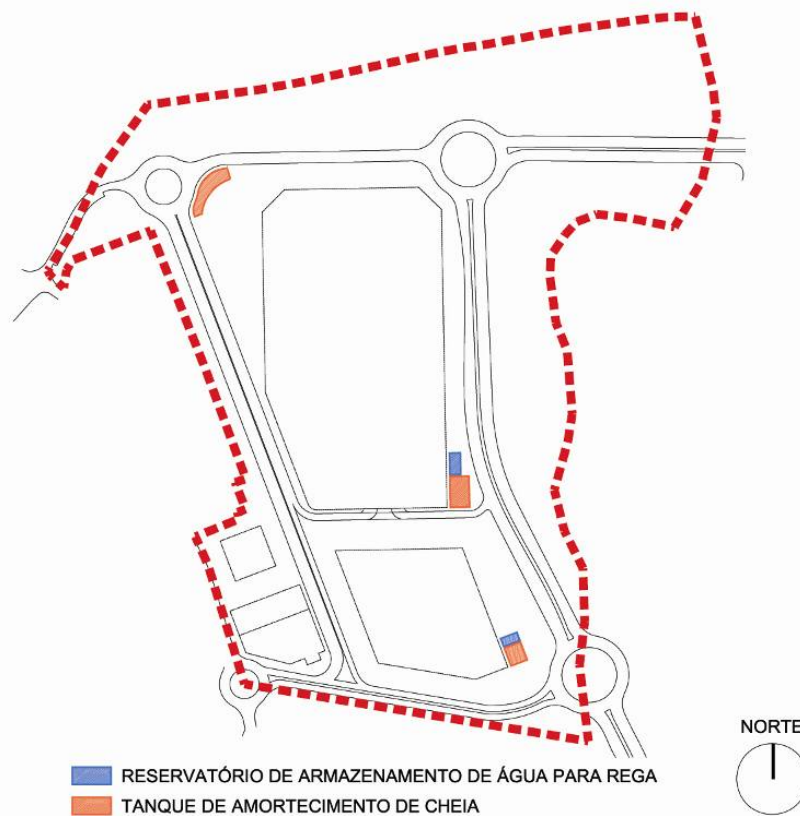 NORTE
RESERVATÓRIO DE ARMAZENAMENTO DE ÁGUA PARA REGA
TANQUE DE AMORTECIMENTO DE CHEIA